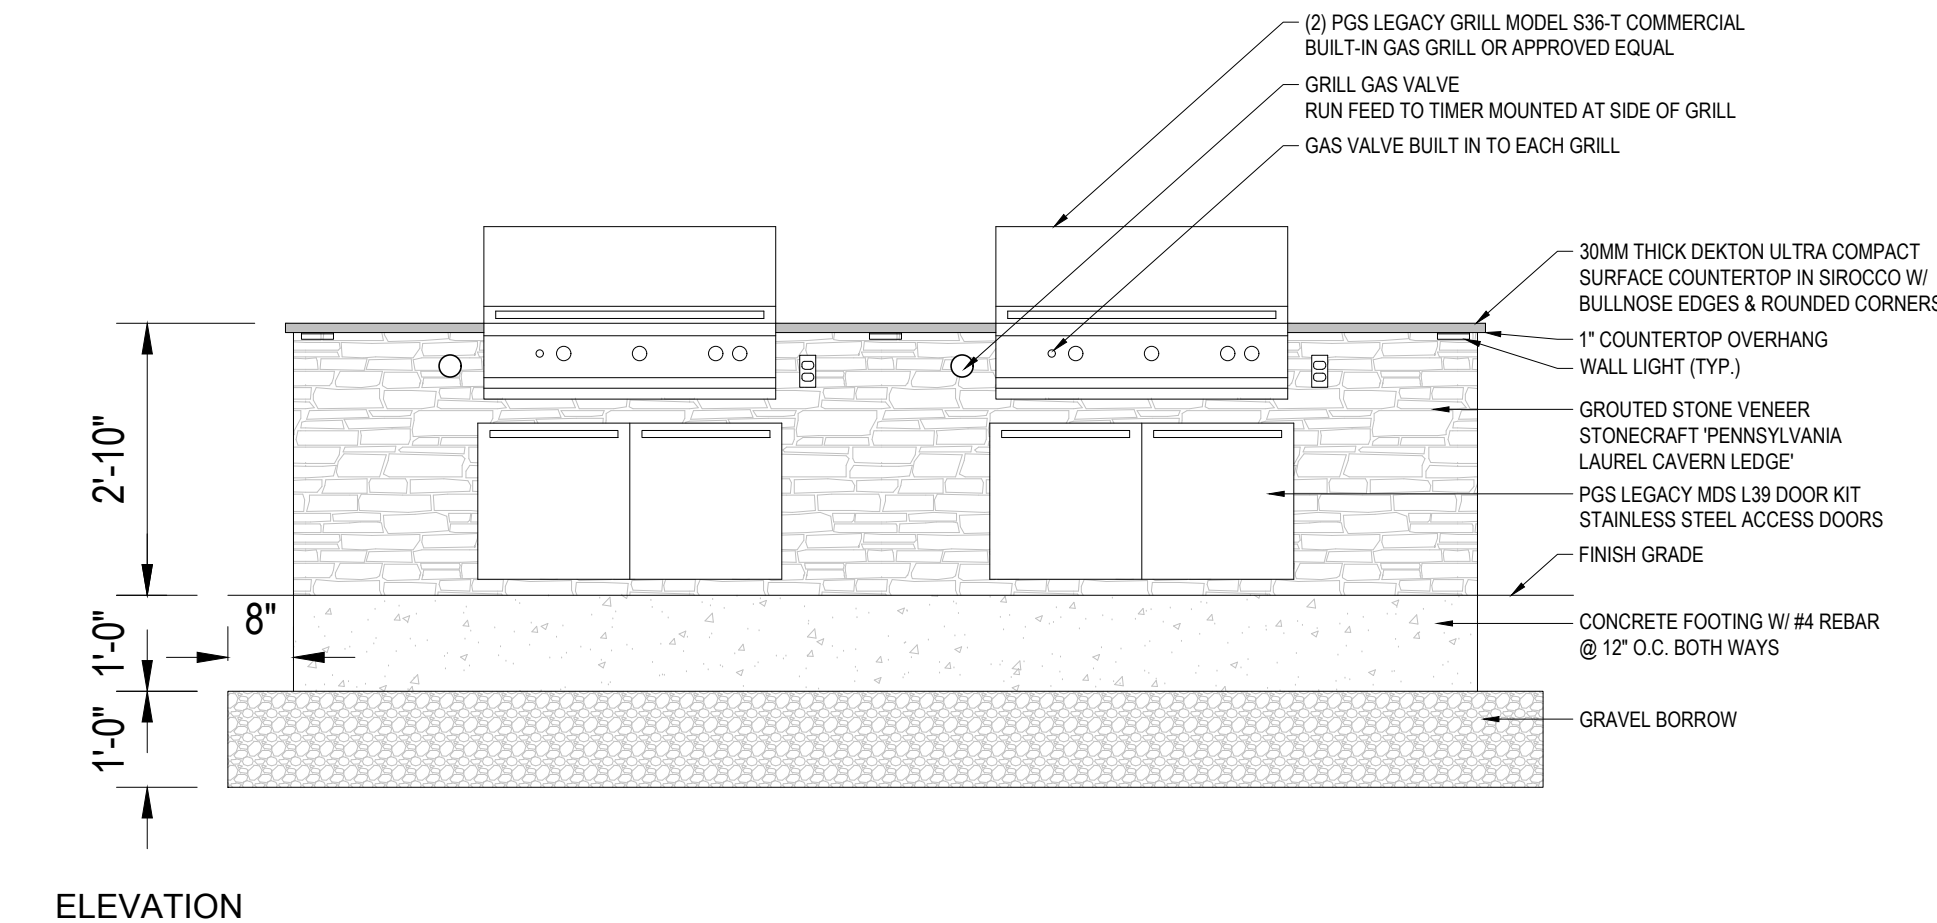 (2) PGS LEGACY GRILL MODEL S36-T COMMERCIAL
BUILT-IN GAS GRILL OR APPROVED EQUAL
GRILL GAS VALVE
RUN FEED TO TIMER MOUNTED AT SIDE OF GRILL
GAS VALVE BUILT IN TO EACH GRILL
30MM THICK DEKTON ULTRA COMPACT
SURFACE COUNTERTOP IN SIROCCO W/
BULLNOSE EDGES & ROUNDED CORNERS
1" COUNTERTOP OVERHANG
WALL LIGHT (TYP.)
GROUTED STONE VENEER
STONECRAFT 'PENNSYLVANIA
LAUREL CAVERN LEDGE'
PGS LEGACY MDS L39 DOOR KIT
STAINLESS STEEL ACCESS DOORS
FINISH GRADE
CONCRETE FOOTING W/ #4 REBAR
@ 12" O.C. BOTH WAYS
GRAVEL BORROW
2'-10"
1'-0"
8"
1'-0"
ELEVATION